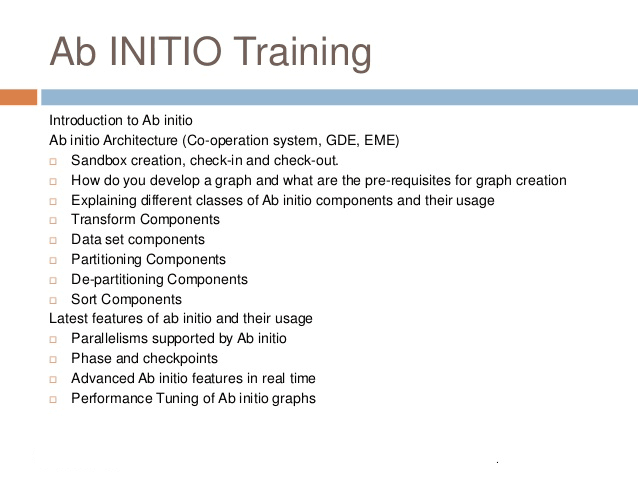 Ab INITIO Training
Introduction to Ab initio
Ab initio Architecture (Co-operation system, GDE, EME)
Sandbox creation, check-in and check-out.
How do you develop a graph and what are the pre-requisites for graph creation
Explaining different classes of Ab initio components and their usage
Transform Components
Data set components
Partitioning Components
De-partitioning Components
Sort Components
Latest features of ab initio and their usage
Parallelisms supported by Ab initio
Phase and checkpoints
Advanced Ab initio features in real time
Performance Tuning of Ab initio graphs
.